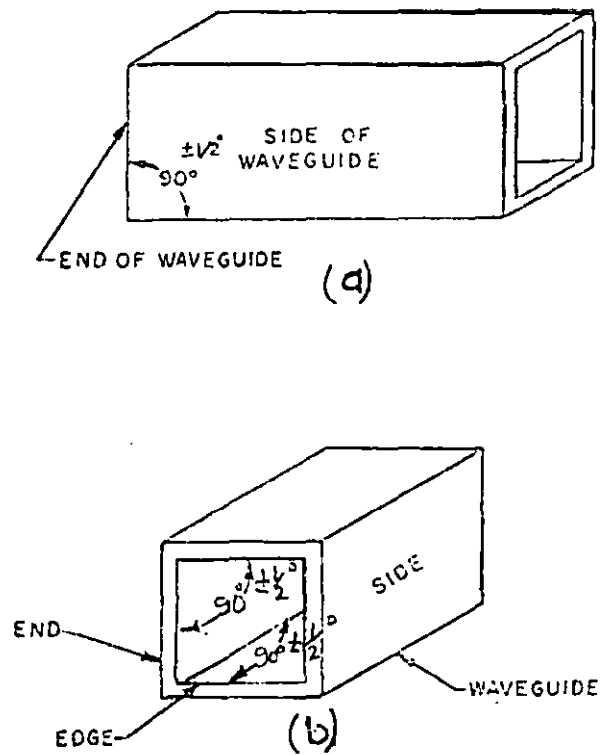 ±1/2°
SIDE OF
WAVEGUIDE
90°
END OF WAVEGUIDE
(a)
±1/2°
90°
SIDE
END
90° ±1/2°
WAVEGUIDE
EDGE
(b)